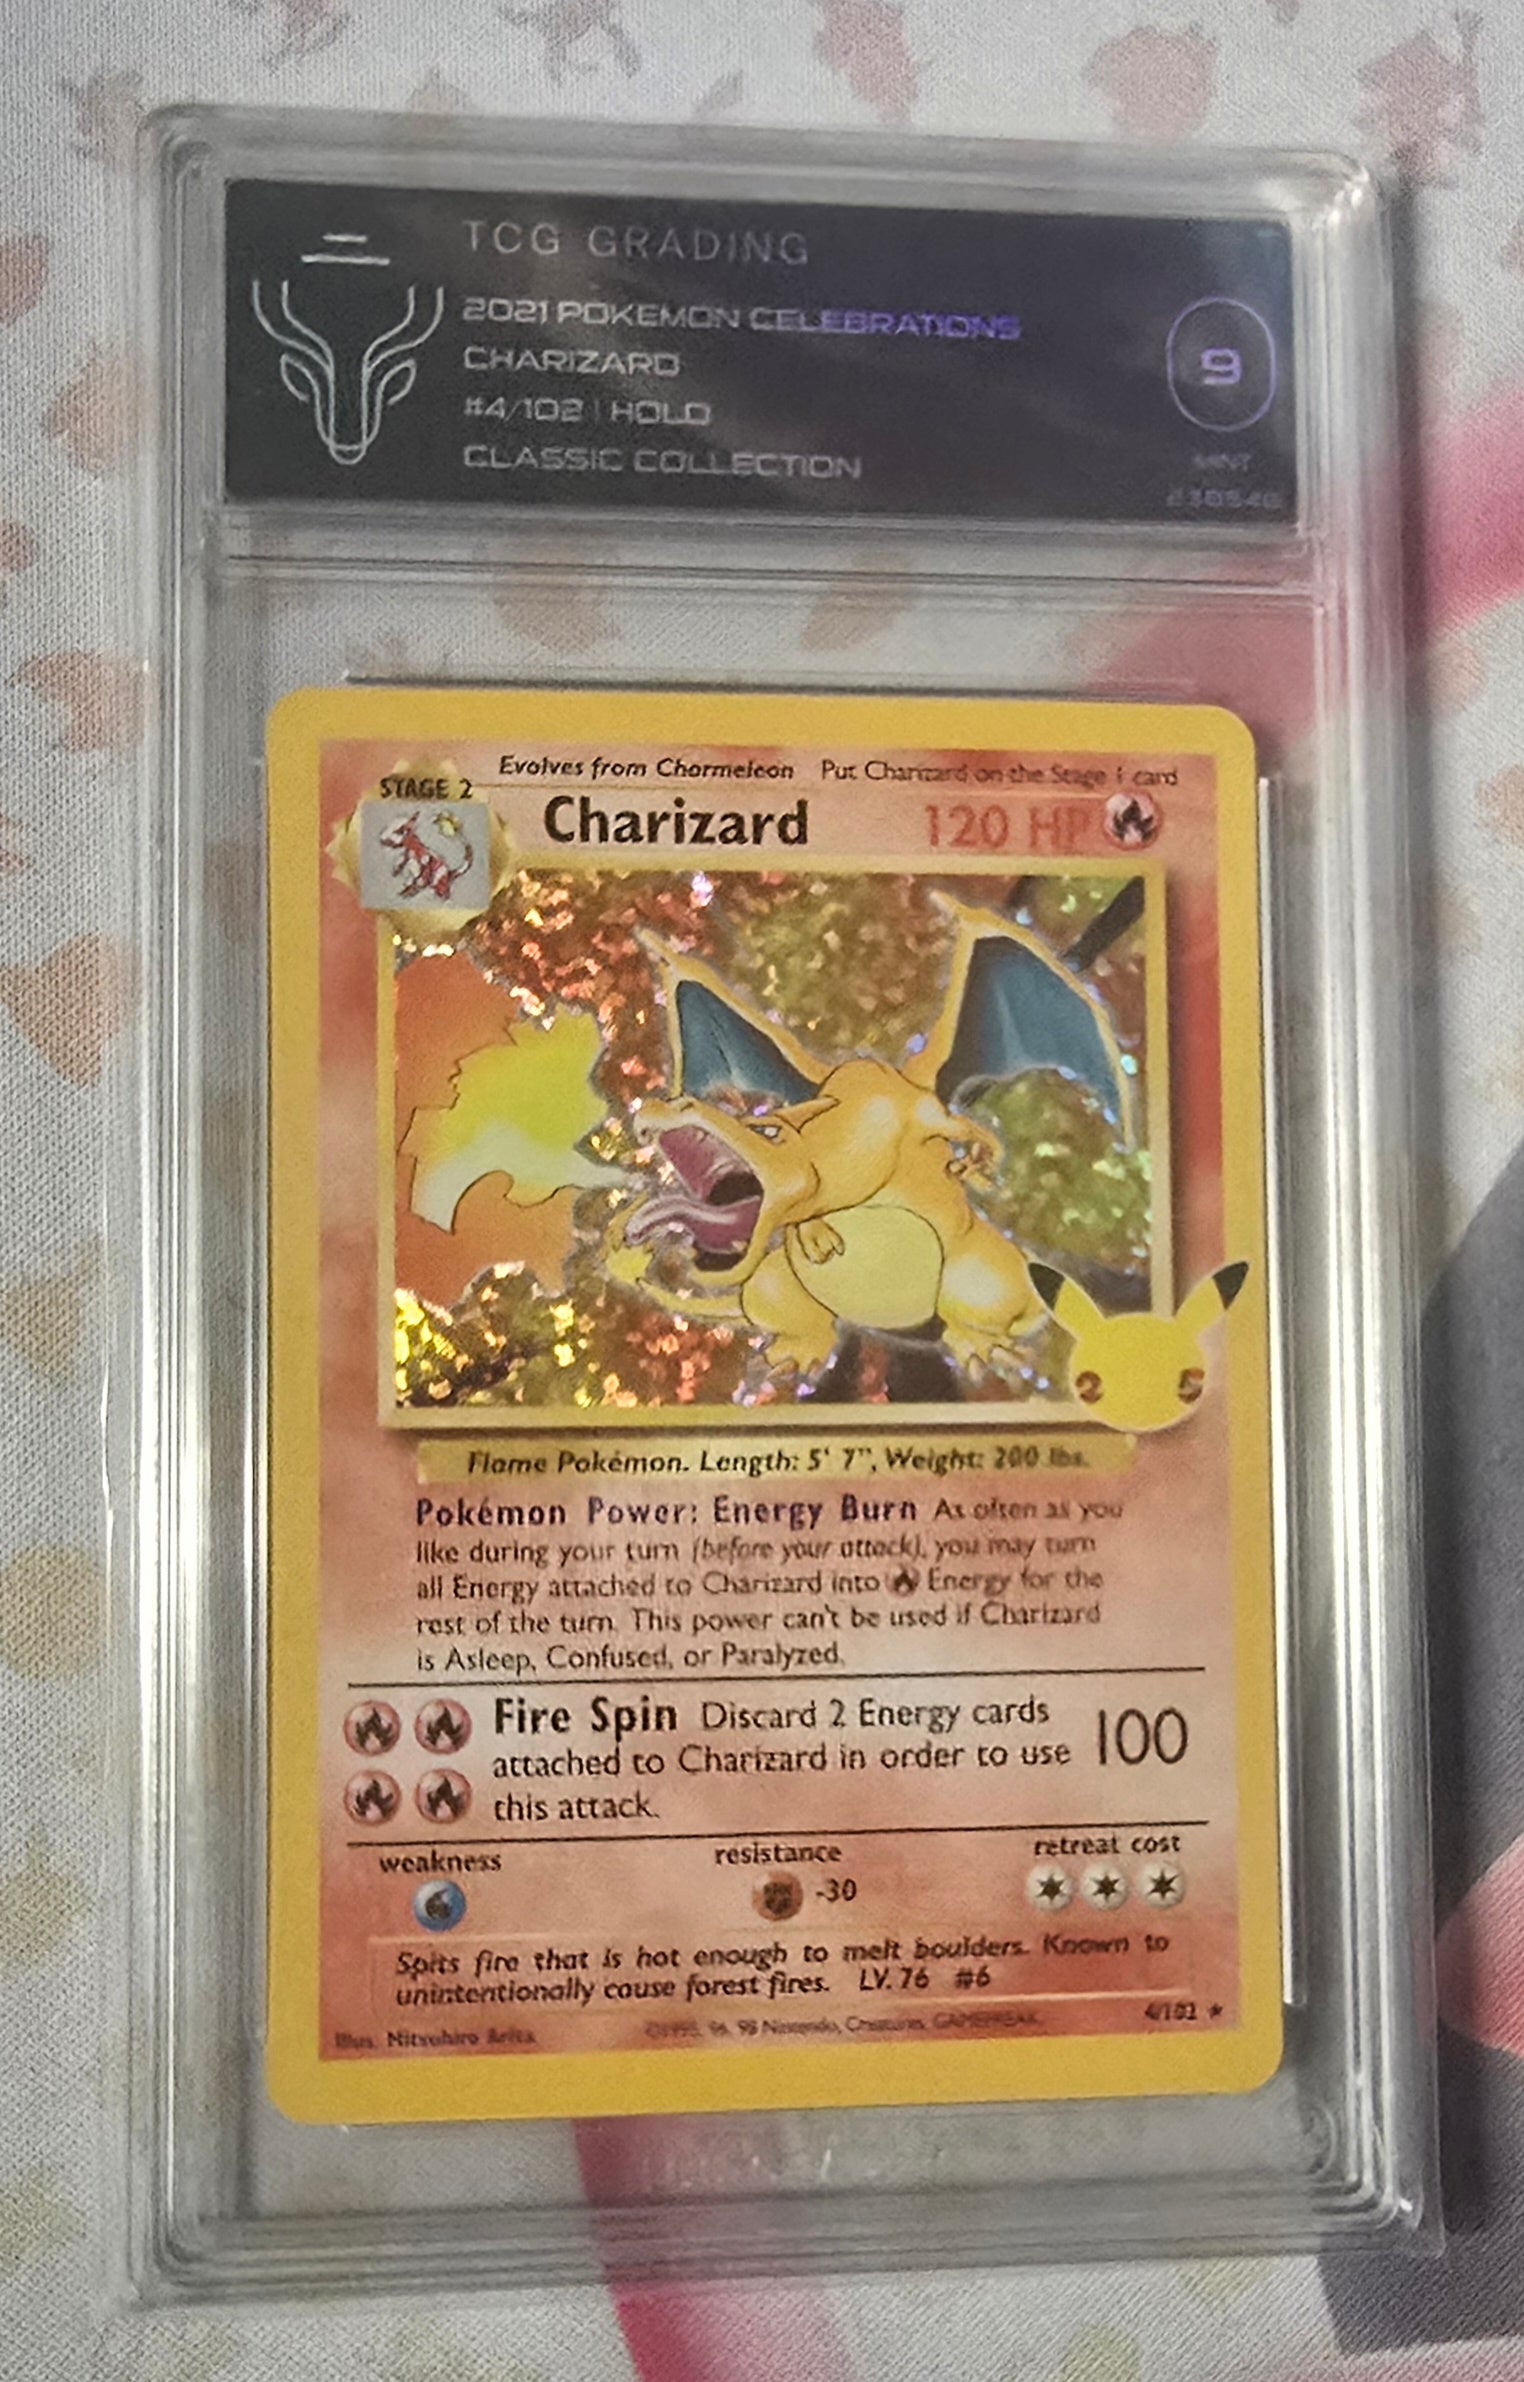 TCG GRADING
2021 POKEMON CELEBRATIONS
CHARIZARD
#4/102 | HOLO
CLASSIC COLLECTION
9
MINT
Evolves from Charmeleon Put Charizard on the Stage 1 card
STAGE 2
Charizard 120 HP
2 5
Flame Pokémon. Length: 5' 7", Weight: 200 lbs.
Pokémon Power: Energy Burn As often as you
like during your turn (before your attack), you may turn
all Energy attached to Charizard into Energy for the
rest of the turn. This power can't be used if Charizard
is Asleep, Confused, or Paralyzed.
Fire Spin Discard 2 Energy cards
attached to Charizard in order to use
this attack.
100
weakness resistance retreat cost
-30
Spits fire that is hot enough to melt boulders. Known to
unintentionally cause forest fires. LV. 76 #6
Illus. Mitsuhiro Arita ©1995, 96, 98 Nintendo, Creatures, GAMEFREAK. 4/102 ★